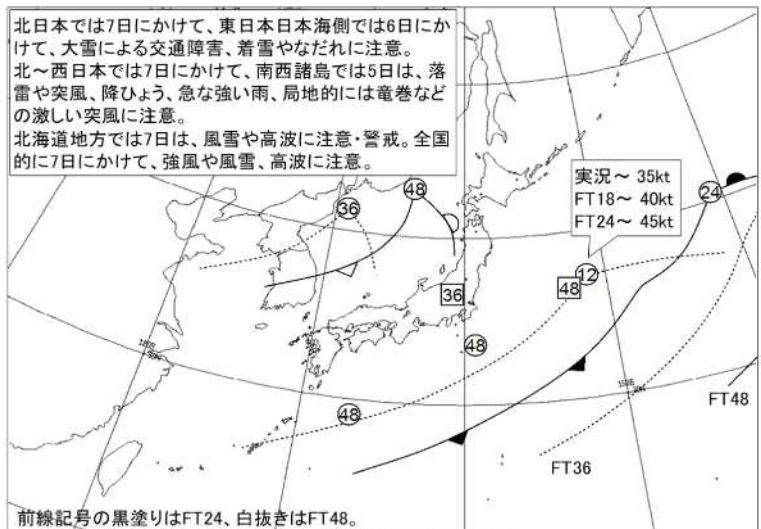 北日本では7日にかけて、東日本日本海側では6日にか
けて、大雪による交通障害、着雪やなだれに注意。
北～西日本では7日にかけて、南西諸島では5日は、落
雷や突風、降ひょう、急な強い雨、局地的には竜巻など
の激しい突風に注意。
北海道地方では7日は、風雪や高波に注意・警戒。全国
的に7日にかけて、強風や風雪、高波に注意。
実況～ 35kt
FT18～ 40kt
FT24～ 45kt
48
24
36
12
48
36
48
48
FT48
FT36
前線記号の黒塗りはFT24、白抜きはFT48。